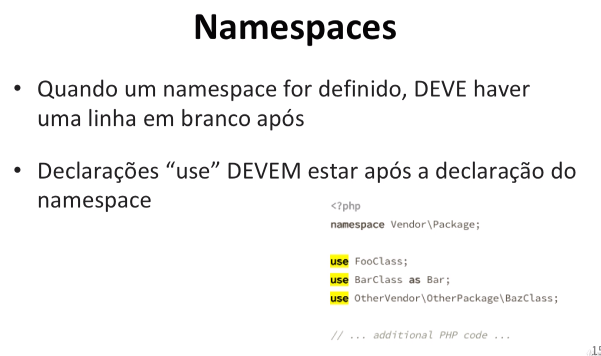 Namespaces
• Quando um namespace for definido, DEVE haver
uma linha em branco após
• Declarações “use” DEVEM estar após a declaração do
namespace
<?php
namespace Vendor\Package;
use FooClass;
use BarClass as Bar;
use OtherVendor\OtherPackage\BazClass;
// ... additional PHP code ...